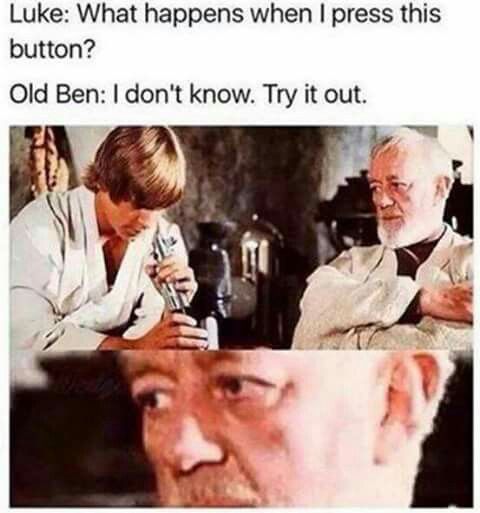 Luke: What happens when I press this
button?
Old Ben: I don't know. Try it out.